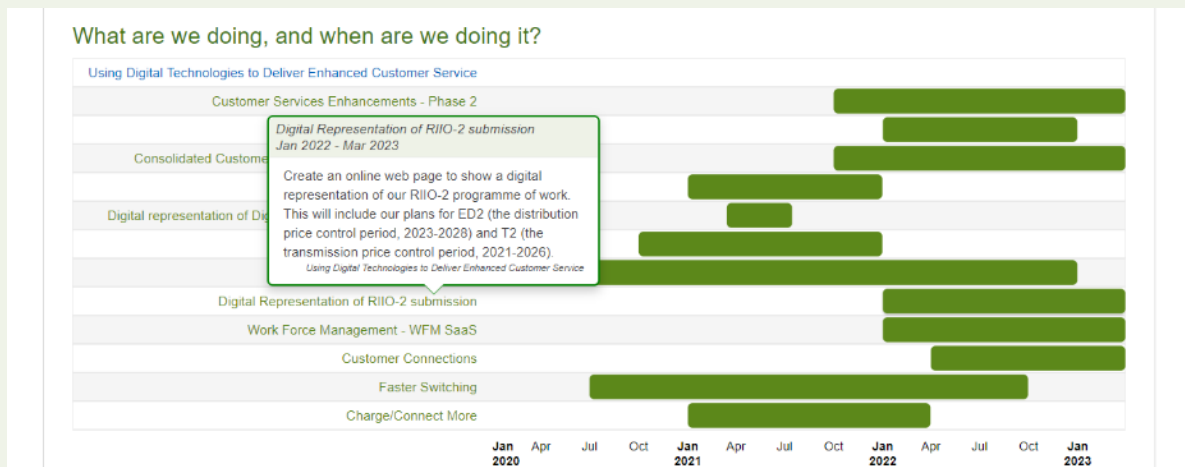 What are we doing, and when are we doing it?
Using Digital Technologies to Deliver Enhanced Customer Service
Customer Services Enhancements - Phase 2
Digital Representation of RIIO-2 submission
Jan 2022 - Mar 2023
Consolidated Custome
Create an online web page to show a digital
representation of our RIIO-2 programme of work.
This will include our plans for ED2 (the distribution
price control period, 2023-2028) and T2 (the
transmission price control period, 2021-2026).
Using Digital Technologies to Deliver Enhanced Customer Service
Digital representation of Dig
Digital Representation of RIIO-2 submission
Work Force Management - WFM SaaS
Customer Connections
Faster Switching
Charge/Connect More
Jan Apr Jul Oct Jan Apr Jul Oct Jan Apr Jul Oct Jan
2020 2021 2022 2023